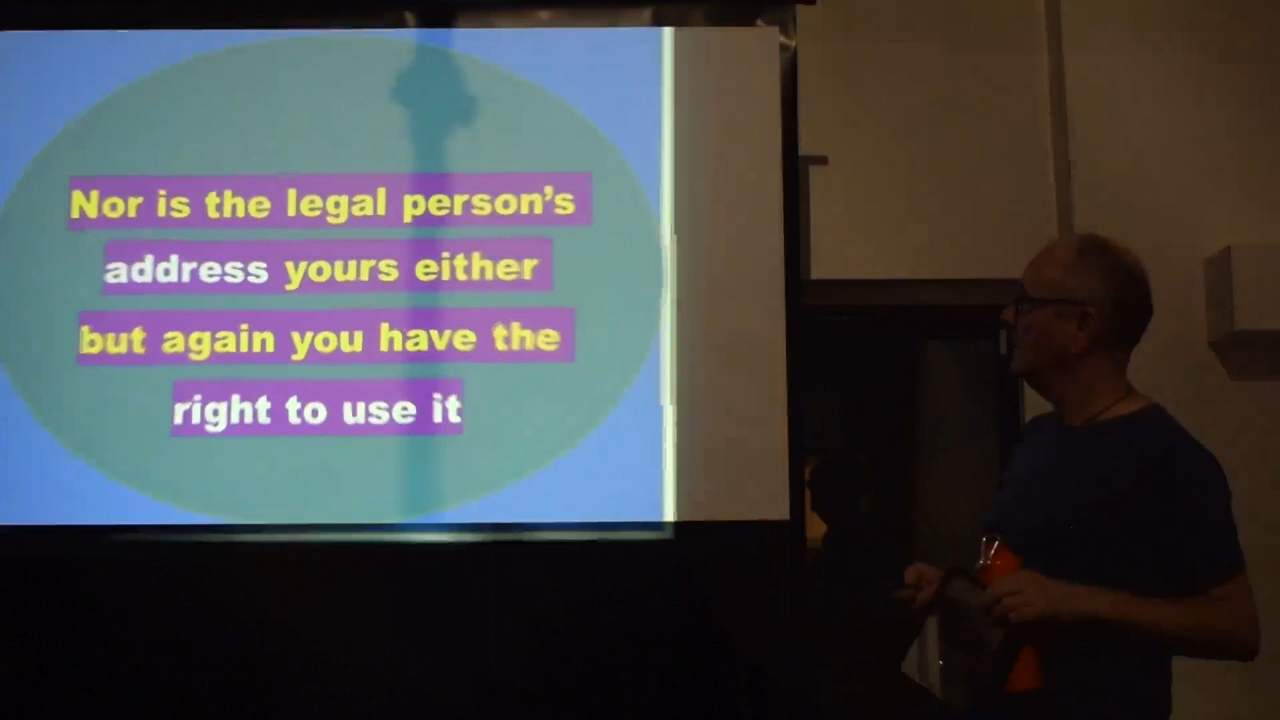 Nor is the legal person’s
address yours either
but again you have the
right to use it